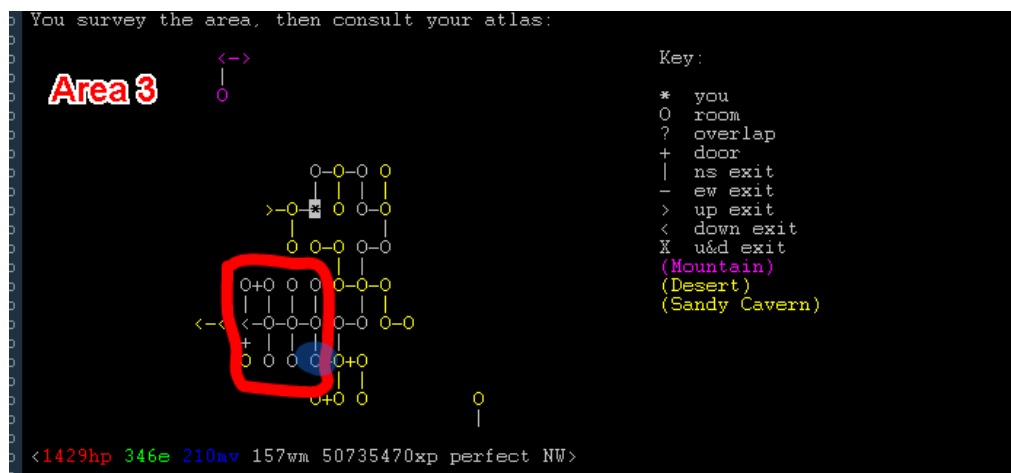 You survey the area, then consult your atlas:
<-> Key:
|
Area 3
O * you
O room
? overlap
+ door
O-O-O O | ns exit
| | | | - ew exit
>-O-* O O-O > up exit
| | < down exit
O O-O O-O X u&d exit
| | (Mountain)
O+O O O O-O-O (Desert)
| | | | | | (Sandy Cavern)
<-< <-O-O-O O-O O-O
+ | | |
O O O O O+O
| |
O+O O O
|
<1429hp 346e 210mv 157wm 50735470xp perfect NW>